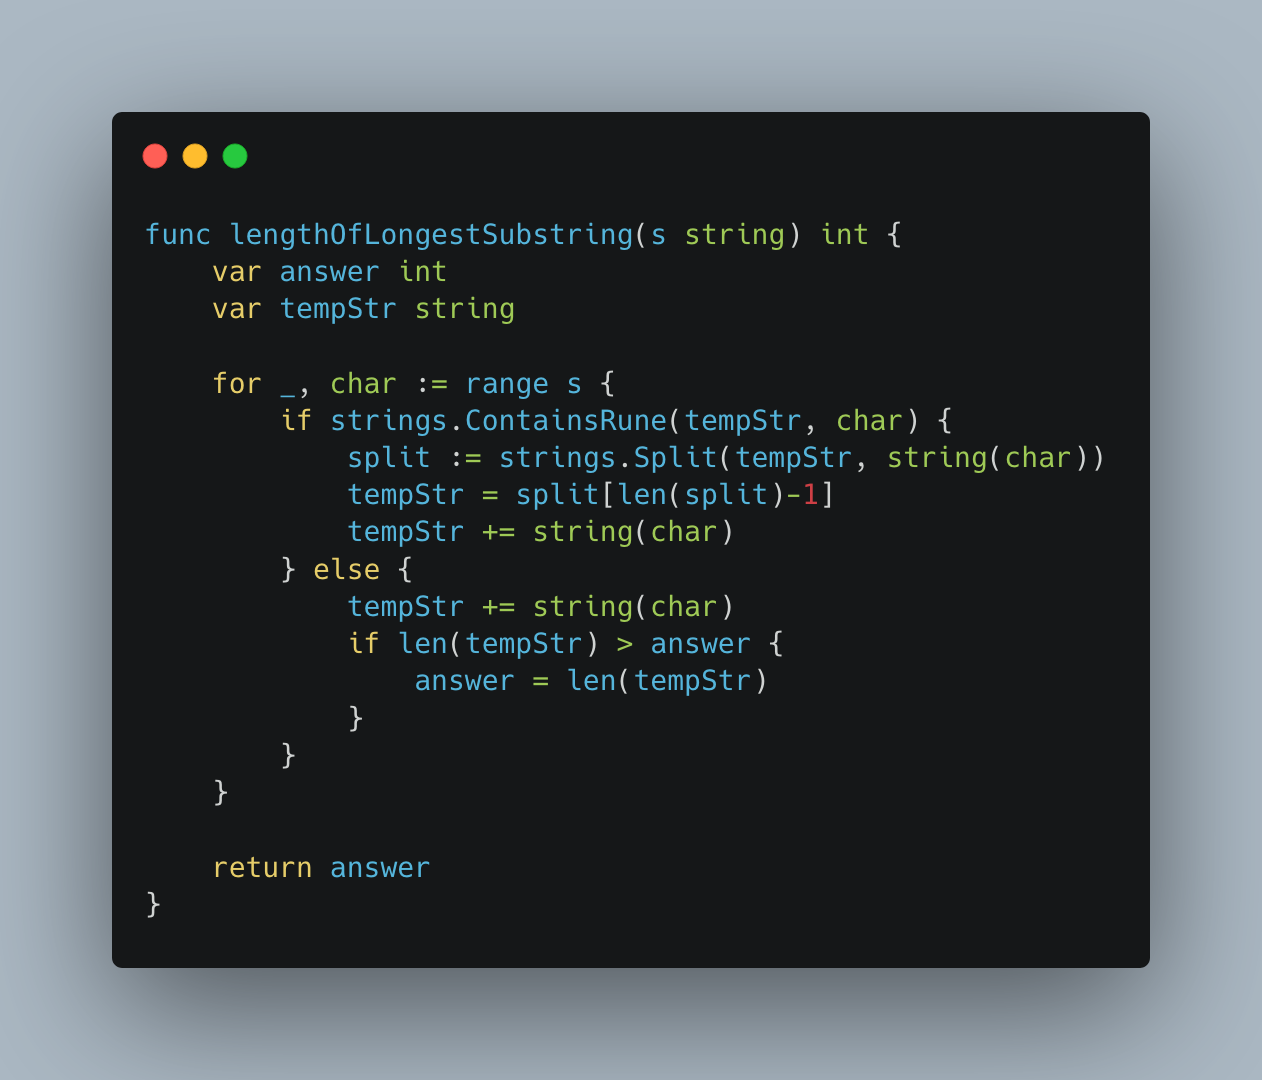 func lengthOfLongestSubstring(s string) int {
    var answer int
    var tempStr string

    for _, char := range s {
        if strings.ContainsRune(tempStr, char) {
            split := strings.Split(tempStr, string(char))
            tempStr = split[len(split)-1]
            tempStr += string(char)
        } else {
            tempStr += string(char)
            if len(tempStr) > answer {
                answer = len(tempStr)
            }
        }
    }

    return answer
}